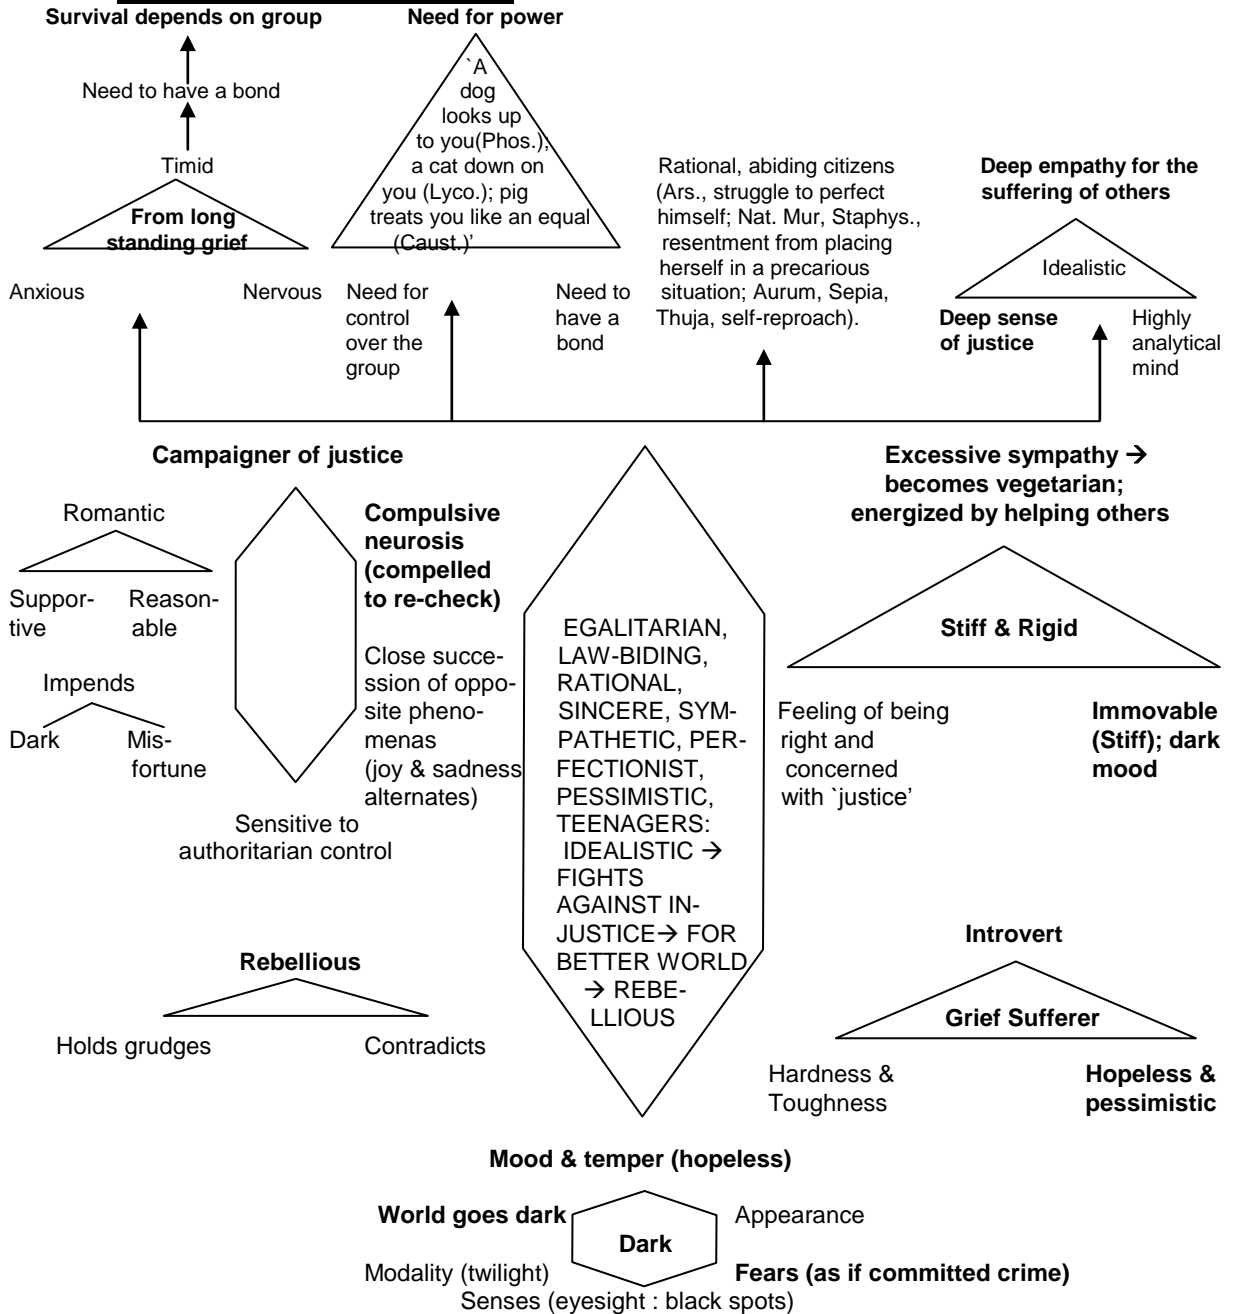 Survival depends on group
Need to have a bond
Timid
From long
standing grief
Anxious
Nervous
Need for power
`A
dog
looks up
to you(Phos.);
a cat down on
you (Lyco.); pig
treats you like an equal
(Caust.)'
Need for
control
over the
group
Need to
have a
bond
Rational, abiding citizens
(Ars., struggle to perfect
himself; Nat. Mur, Staphys.,
resentment from placing
herself in a precarious
situation; Aurum, Sepia,
Thuja, self-reproach).
Deep empathy for the
suffering of others
Idealistic
Deep sense
of justice
Highly
analytical
mind
Campaigner of justice
Romantic
Suppor-
tive
Reason-
able
Impends
Dark
Mis-
fortune
Compulsive
neurosis
(compelled
to re-check)
Close succe-
ssion of oppo-
site pheno-
menas
(joy & sadness
alternates)
Sensitive to
authoritarian control
EGALITARIAN,
LAW-BIDING,
RATIONAL,
SINCERE, SYM-
PATHETIC, PER-
FECTIONIST,
PESSIMISTIC,
TEENAGERS:
IDEALISTIC →
FIGHTS
AGAINST IN-
JUSTICE→ FOR
BETTER WORLD
→ REBE-
LLIOUS
Excessive sympathy →
becomes vegetarian;
energized by helping others
Stiff & Rigid
Feeling of being
right and
concerned
with `justice'
Immovable
(Stiff); dark
mood
Rebellious
Holds grudges
Contradicts
Introvert
Grief Sufferer
Hardness &
Toughness
Hopeless &
pessimistic
Mood & temper (hopeless)
World goes dark
Appearance
Dark
Modality (twilight)
Fears (as if committed crime)
Senses (eyesight : black spots)